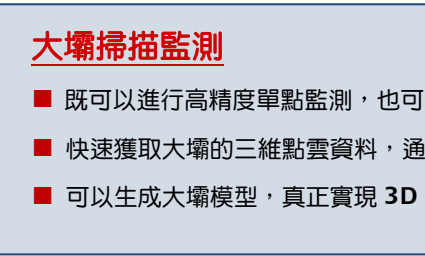 大壩掃描監測
■ 既可以進行高精度單點監測，也可
■ 快速獲取大壩的三維點雲資料，通
■ 可以生成大壩模型，真正實現 3D